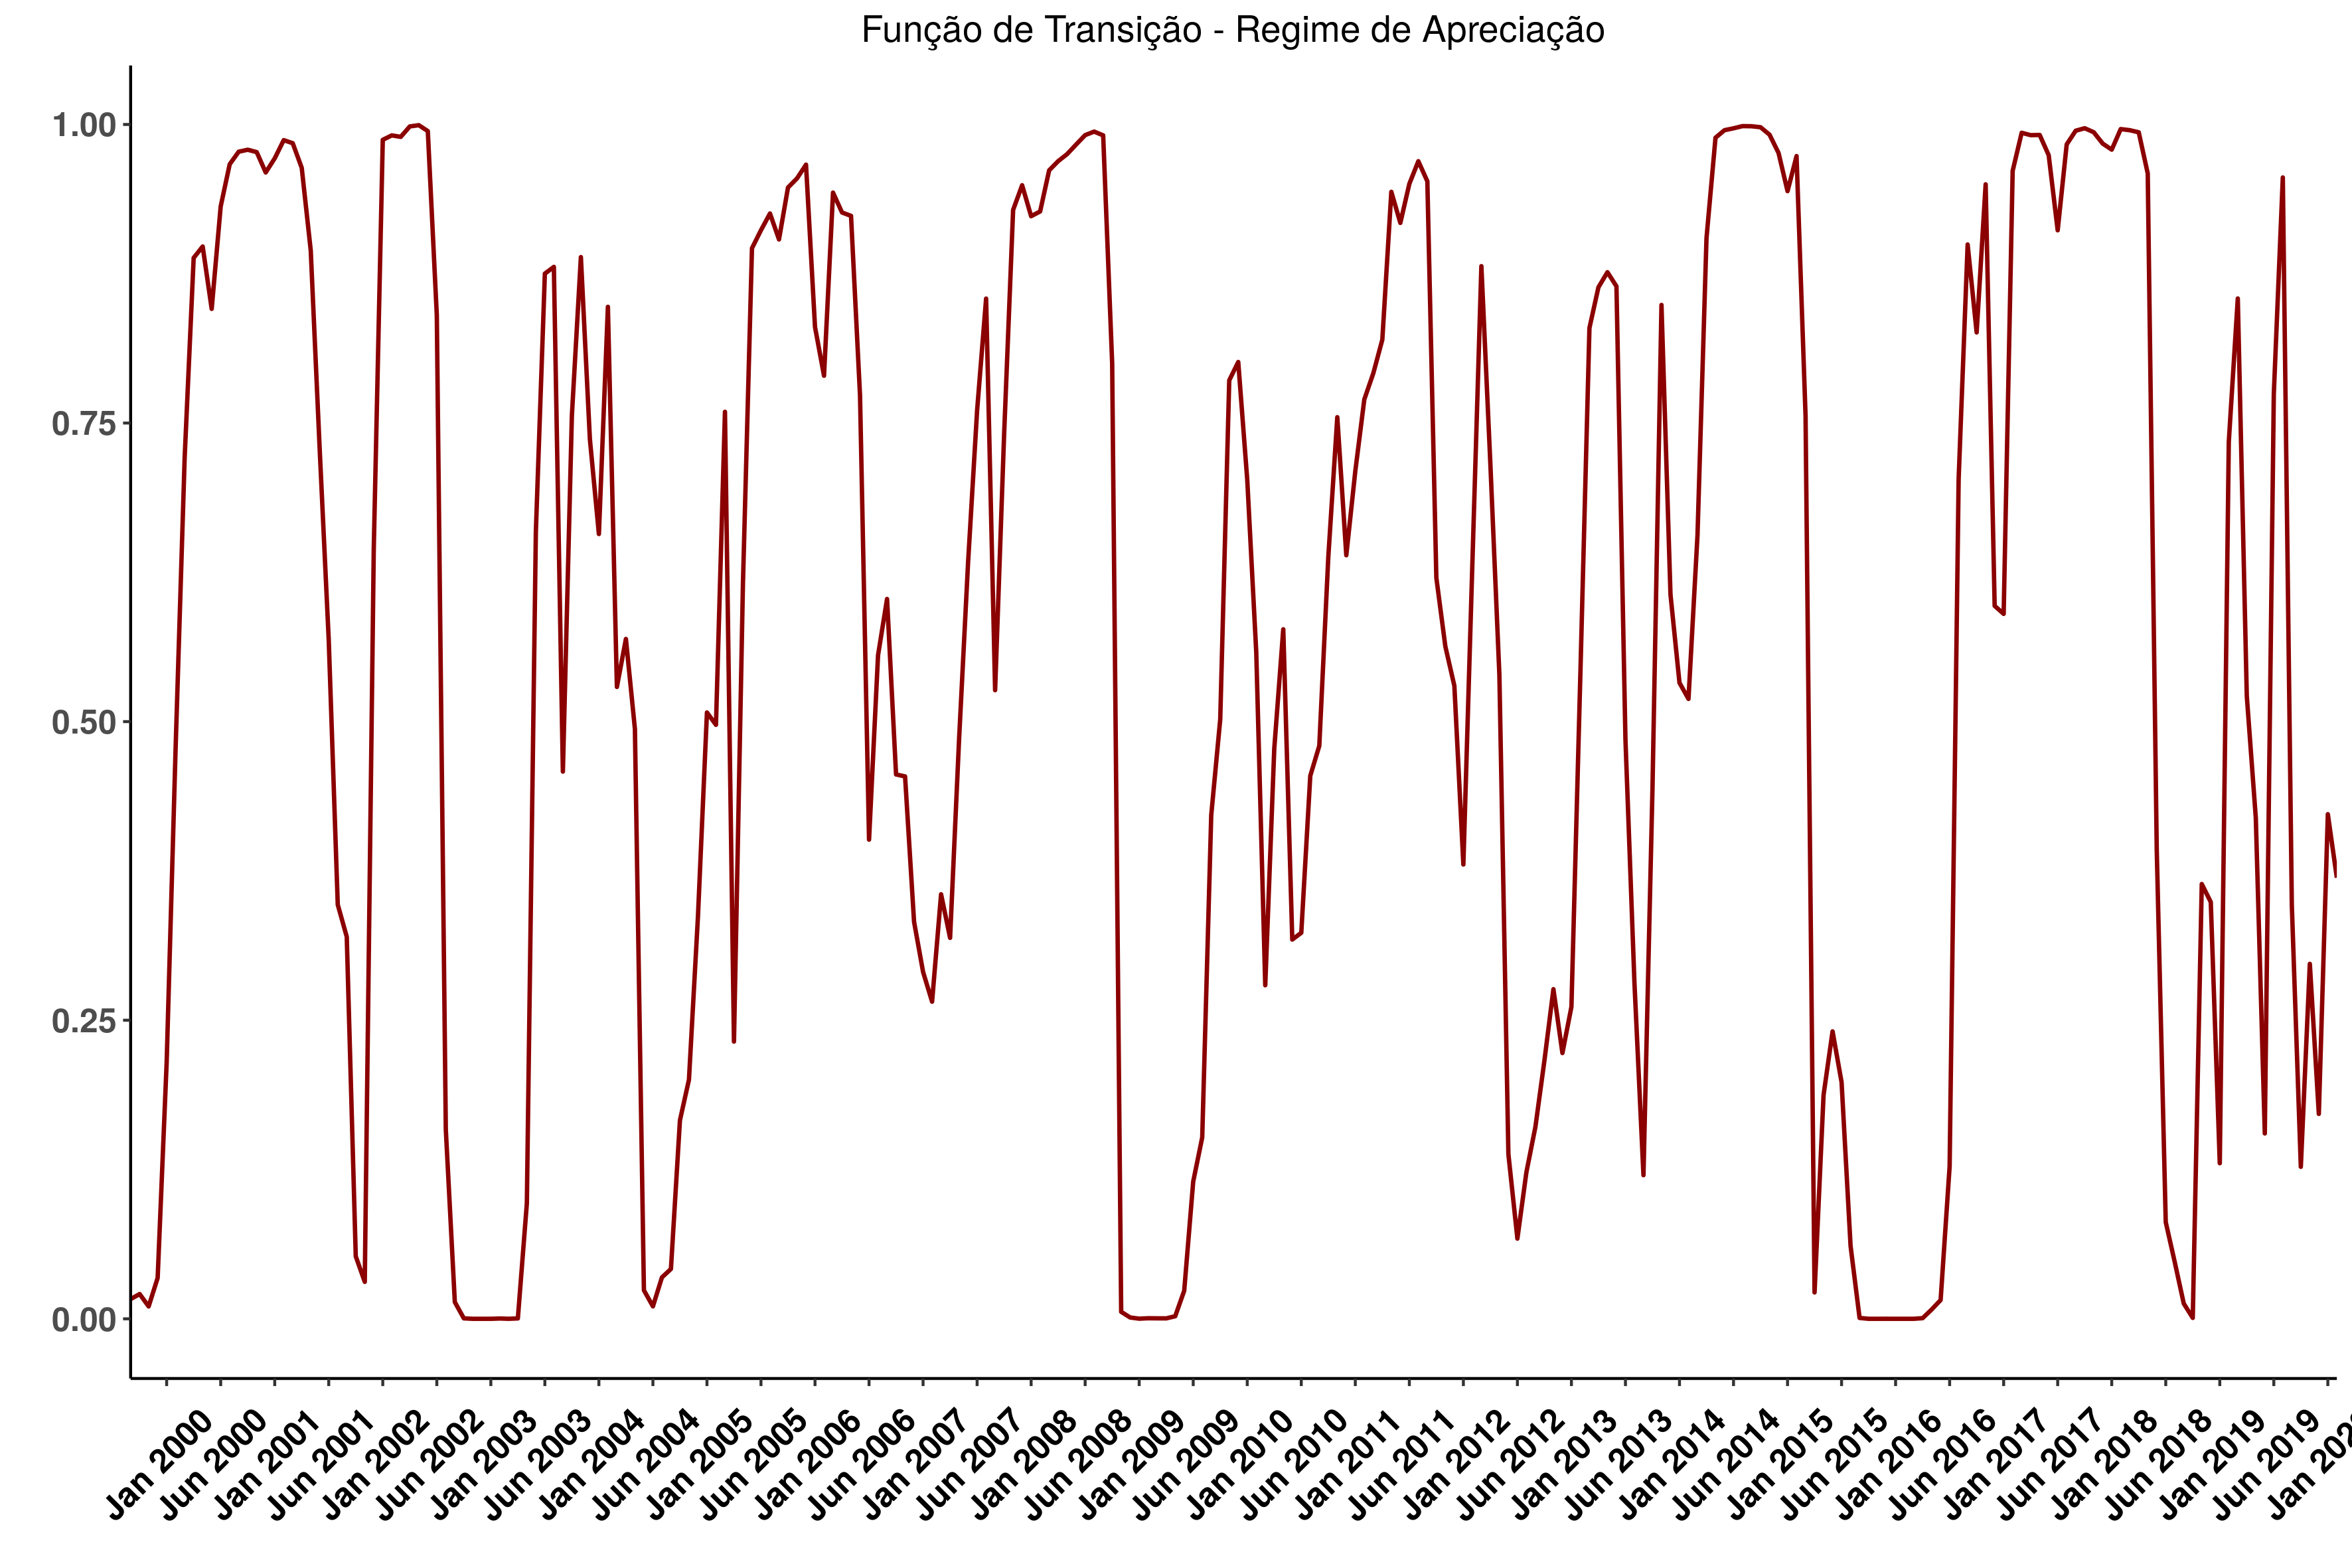 Função de Transição - Regime de Apreciação
1.00
0.75
0.50
0.25
0.00
Jan 2000
Jun 2000
Jan 2001
Jun 2001
Jan 2002
Jun 2002
Jan 2003
Jun 2003
Jan 2004
Jun 2004
Jan 2005
Jun 2005
Jan 2006
Jun 2006
Jan 2007
Jun 2007
Jan 2008
Jun 2008
Jan 2009
Jun 2009
Jan 2010
Jun 2010
Jan 2011
Jun 2011
Jan 2012
Jun 2012
Jan 2013
Jun 2013
Jan 2014
Jun 2014
Jan 2015
Jun 2015
Jan 2016
Jun 2016
Jan 2017
Jun 2017
Jan 2018
Jun 2018
Jan 2019
Jun 2019
Jan